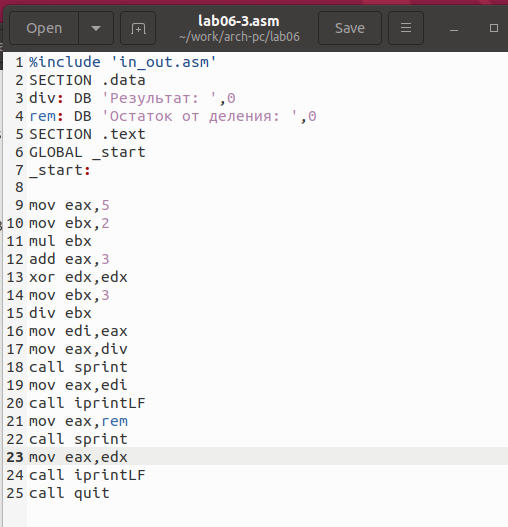 Open
lab06-3.asm
~/work/arch-pc/lab06
Save
1 %include 'in_out.asm'
2 SECTION .data
3 div: DB 'Результат: ',0
4 rem: DB 'Остаток от деления: ',0
5 SECTION .text
6 GLOBAL _start
7 _start:
8
9 mov eax,5
10 mov ebx,2
11 mul ebx
12 add eax,3
13 xor edx,edx
14 mov ebx,3
15 div ebx
16 mov edi,eax
17 mov eax,div
18 call sprint
19 mov eax,edi
20 call iprintLF
21 mov eax,rem
22 call sprint
23 mov eax,edx
24 call iprintLF
25 call quit